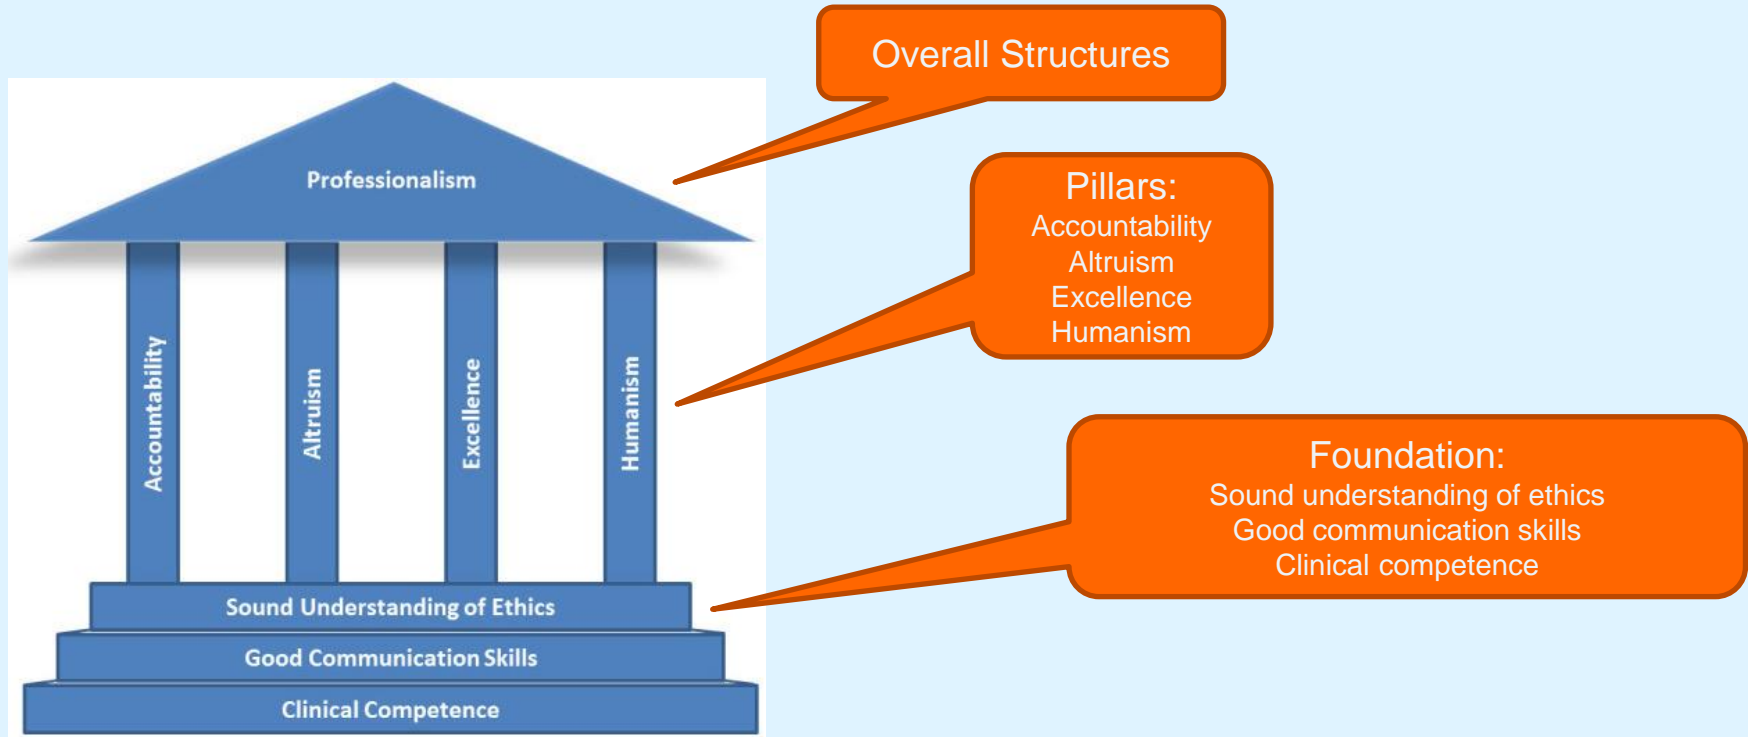 Overall Structures
Professionalism
Pillars:
Accountability
Altruism
Excellence
Humanism
Accountability
Altruism
Excellence
Humanism
Foundation:
Sound understanding of ethics
Good communication skills
Clinical competence
Sound Understanding of Ethics
Good Communication Skills
Clinical Competence